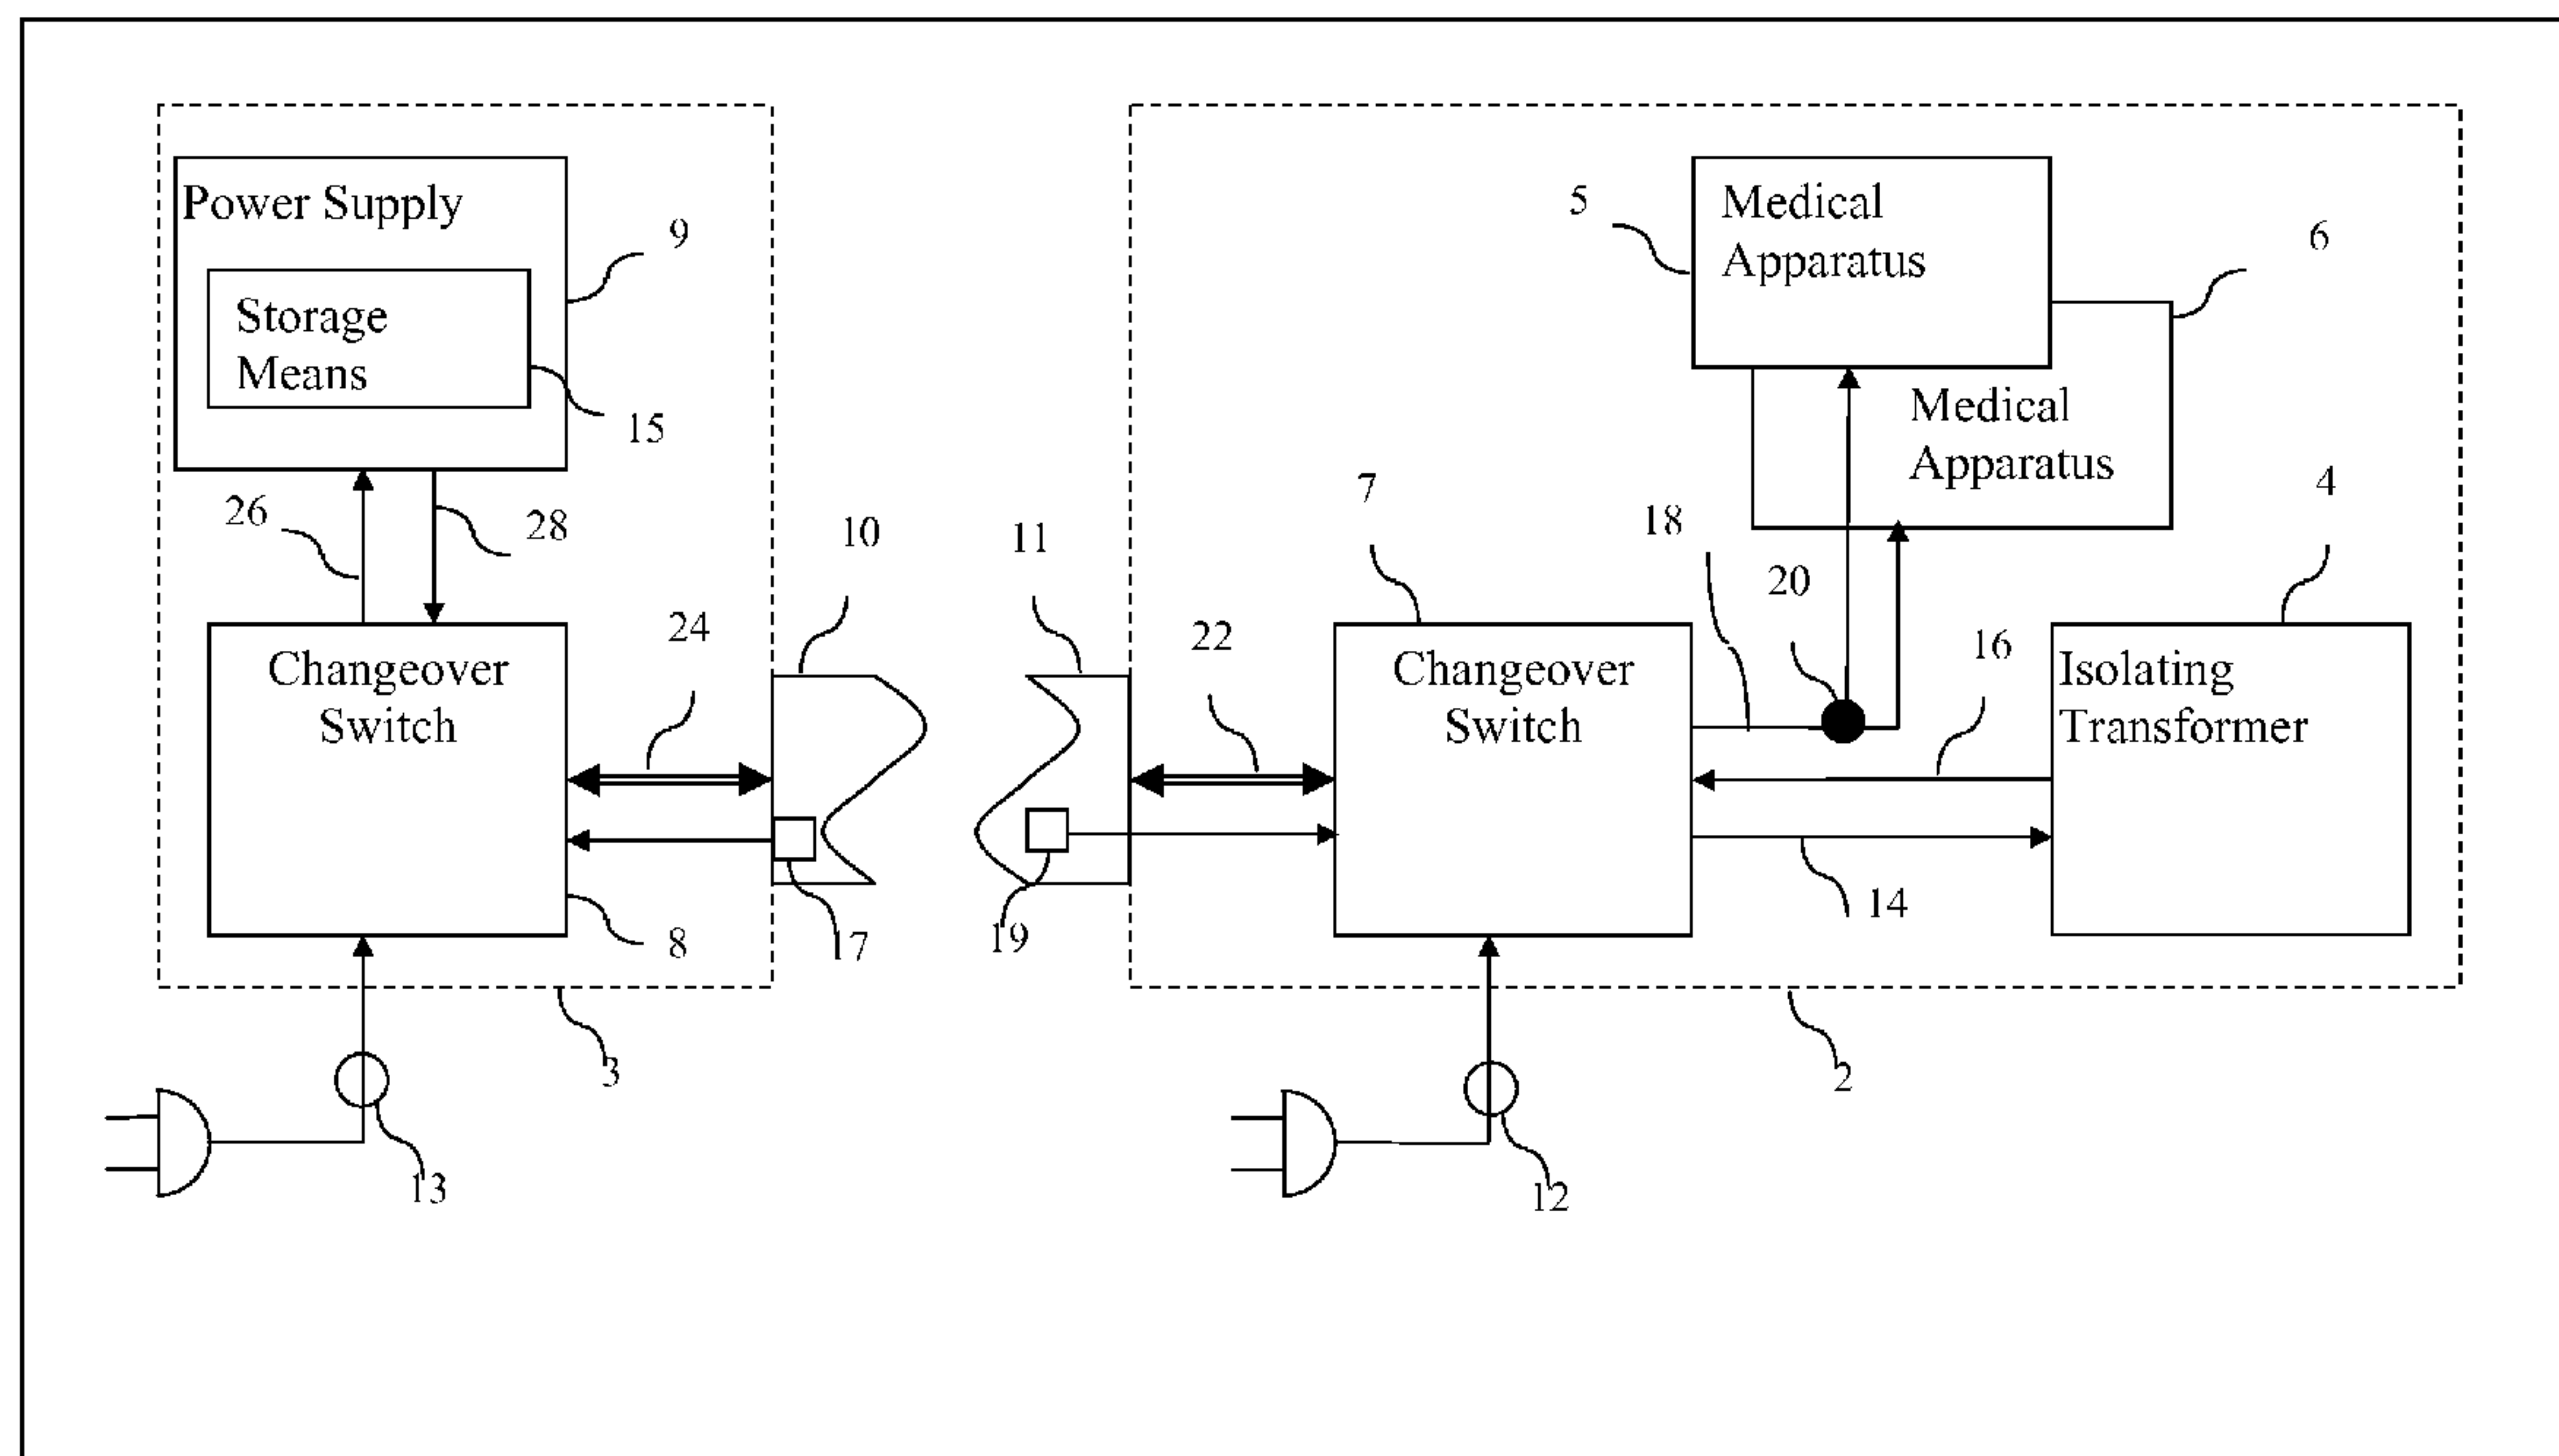 Power Supply
9
Storage
Means
15
26
28
24
10
11
Changeover
Switch
17
19
8
3
13
5
Medical
Apparatus
6
Medical
Apparatus
7
18
20
4
22
16
Changeover
Switch
Isolating
Transformer
14
2
12